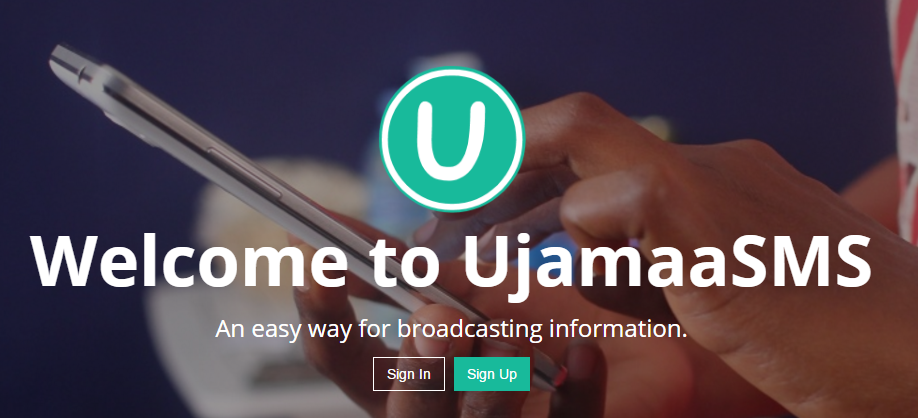 U
Welcome to UjamaaSMS
An easy way for broadcasting information.
Sign In
Sign Up